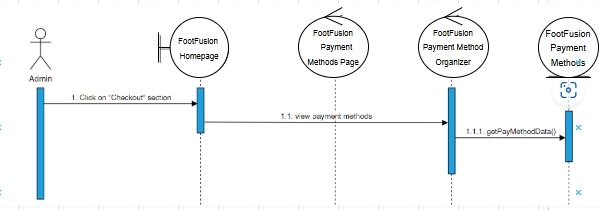 FootFusion
Homepage
FootFusion
Payment
Methods Page
FootFusion
Payment Method
Organizer
FootFusion
Payment
Methods
Admin
1. Click on "Checkout" section
1.1. view payment methods
1.1.1. getPayMethodData()